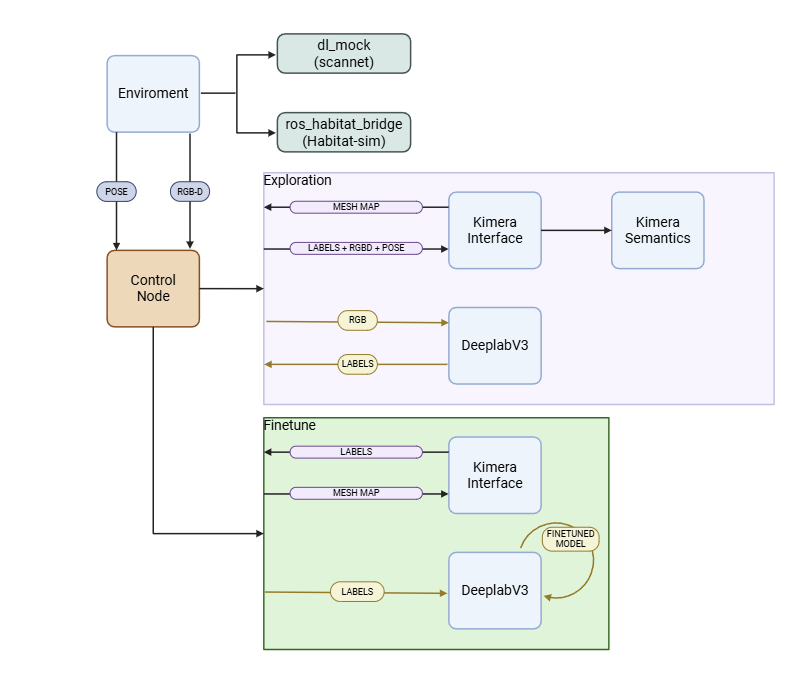 dl_mock
(scannet)
Enviroment
ros_habitat_bridge
(Habitat-sim)
POSE
RGB-D
Control
Node
Exploration
MESH MAP
LABELS + RGBD + POSE
Kimera
Interface
Kimera
Semantics
RGB
LABELS
DeeplabV3
Finetune
LABELS
MESH MAP
Kimera
Interface
FINETUNED
MODEL
LABELS
DeeplabV3